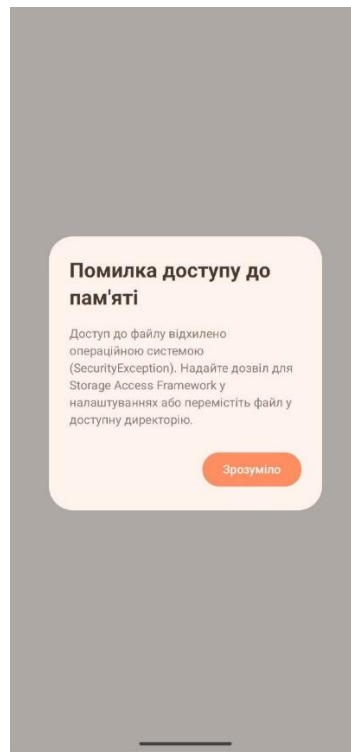 Помилка доступу до
пам'яті
Доступ до файлу відхилено
операційною системою
(SecurityException). Надайте дозвіл для
Storage Access Framework у
налаштуваннях або перемістіть файл у
доступну директорію.
Зрозуміло